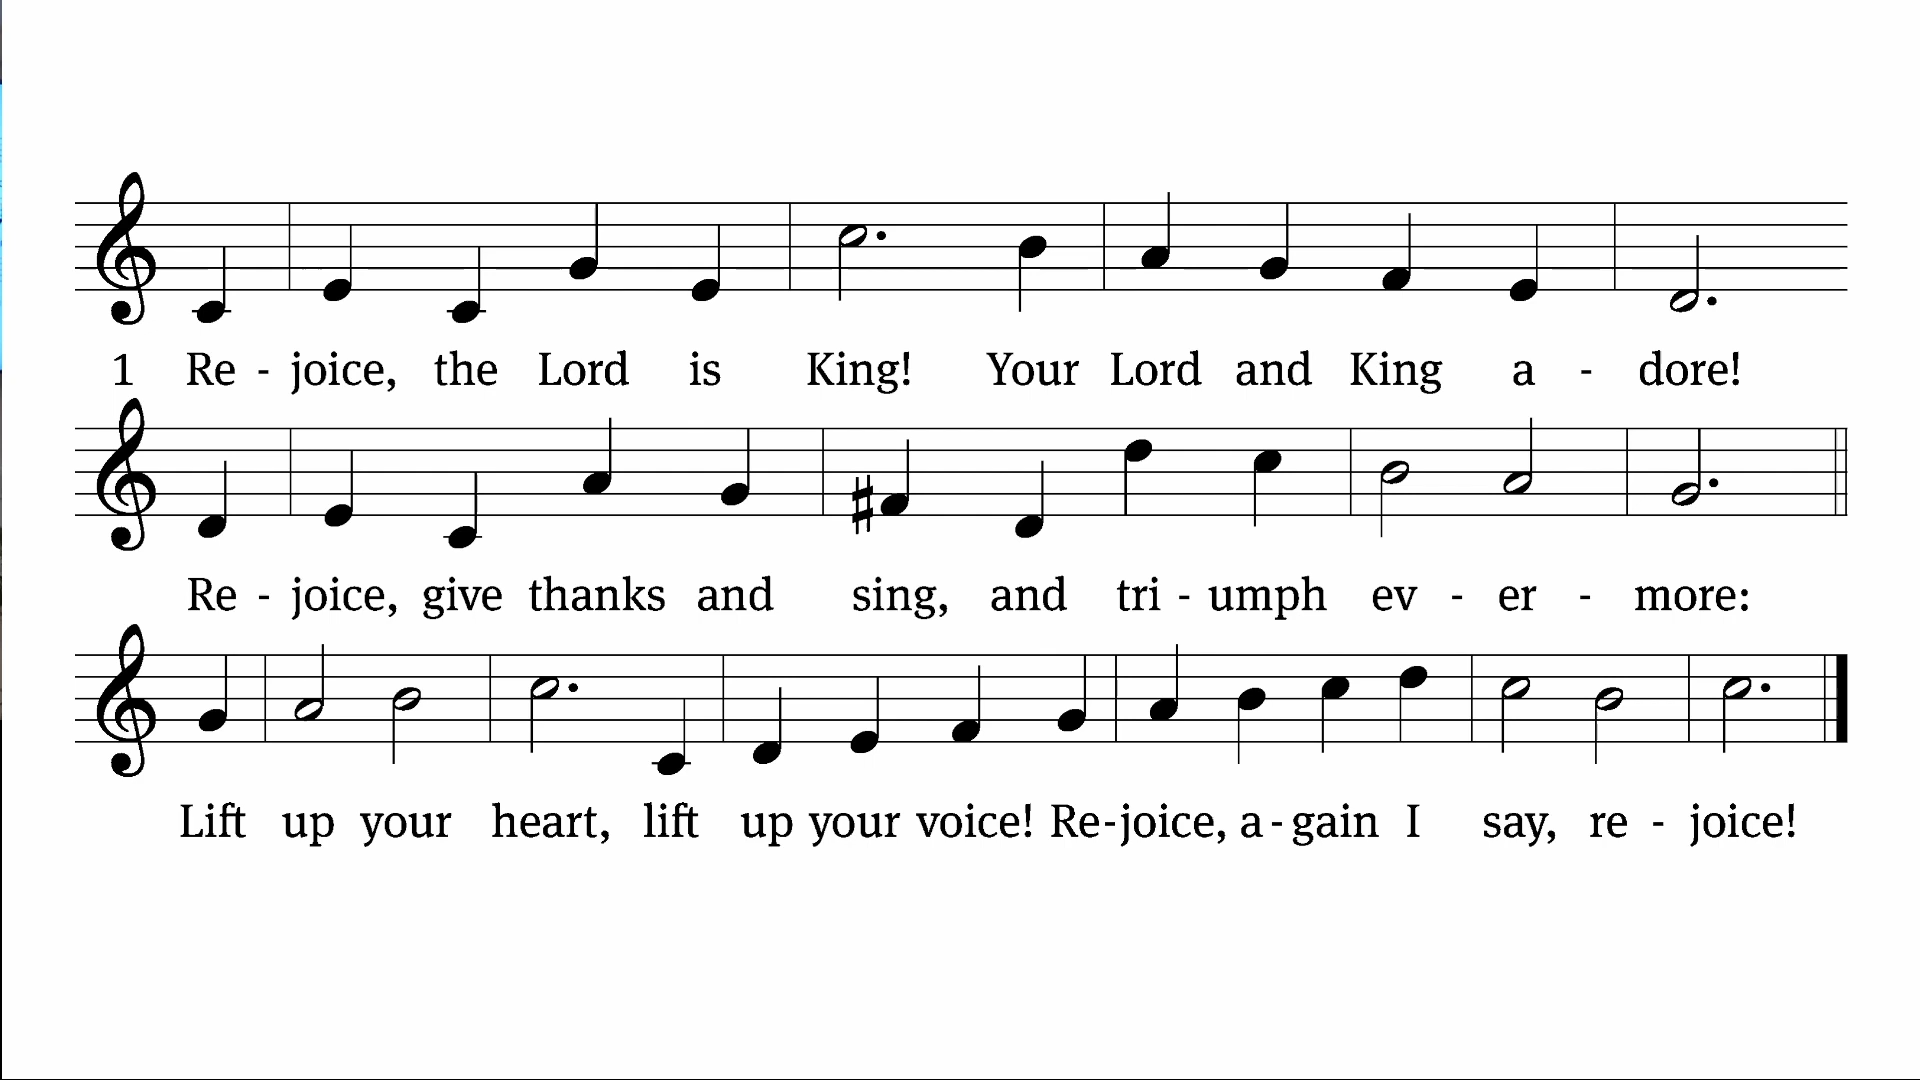 1 Re - joice, the Lord is King! Your Lord and King a - dore!
Re - joice, give thanks and sing, and tri - umph ev - er - more:
Lift up your heart, lift up your voice! Re-joice, a-gain I say, re - joice!